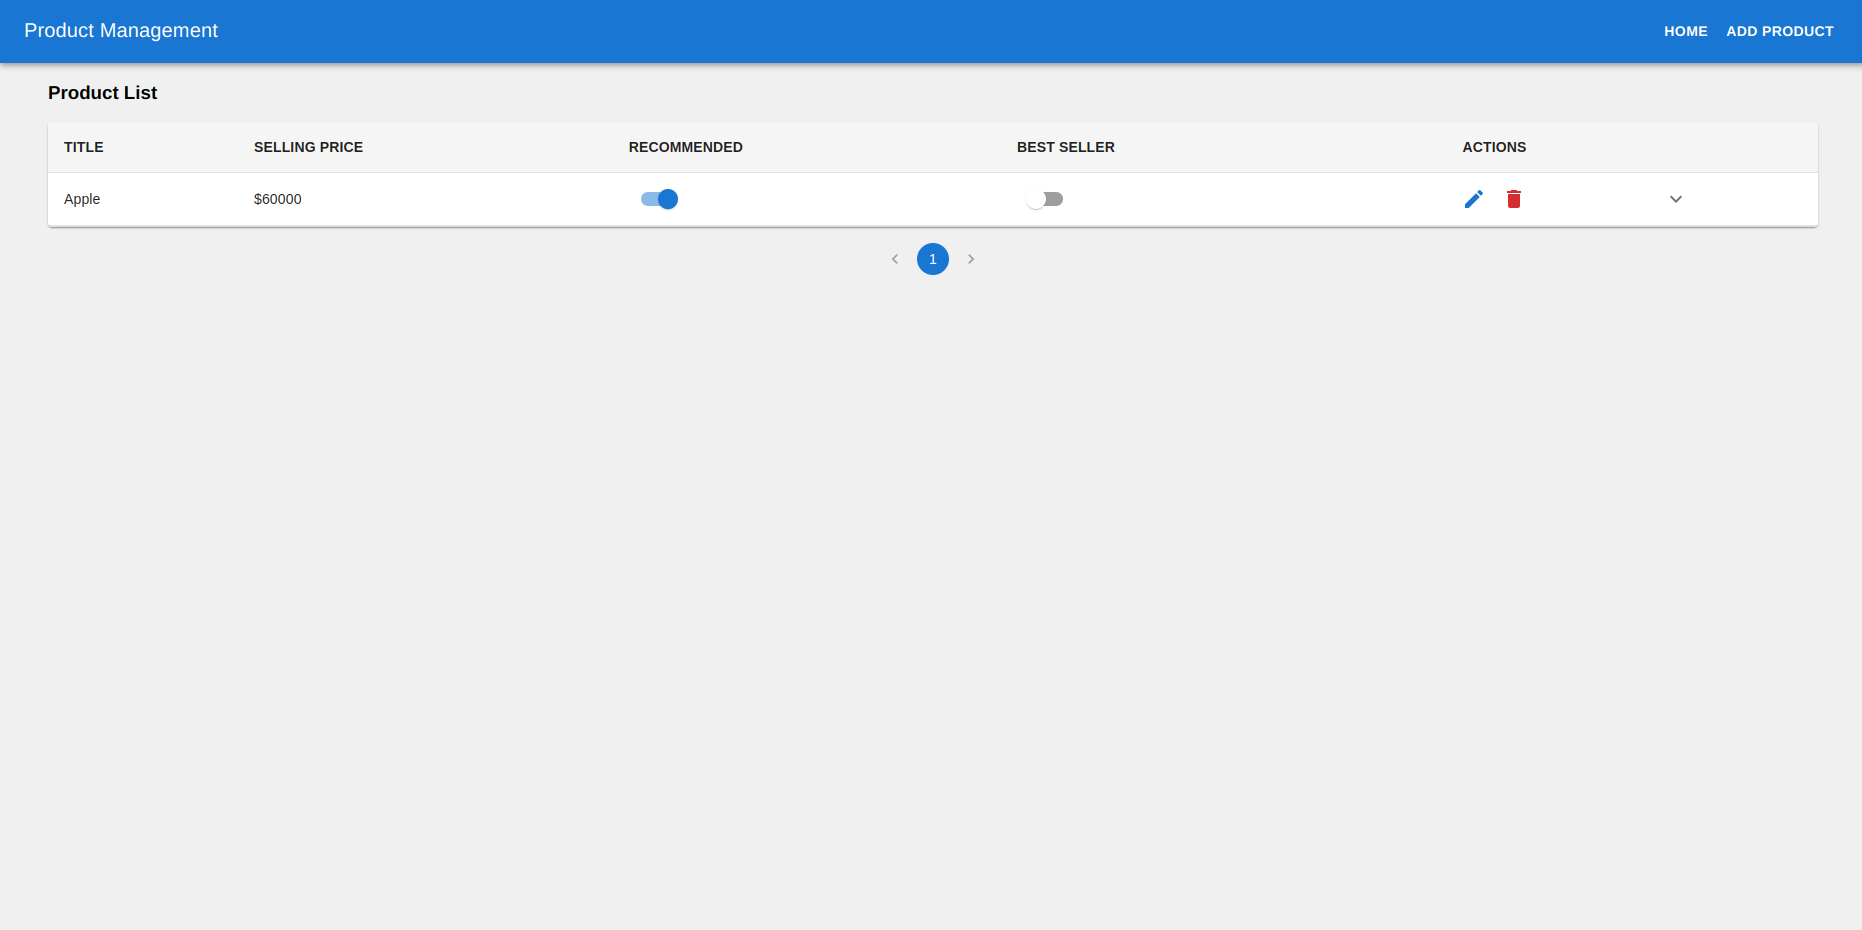 Product Management
HOME ADD PRODUCT
Product List
TITLE SELLING PRICE RECOMMENDED BEST SELLER ACTIONS
Apple $60000
1